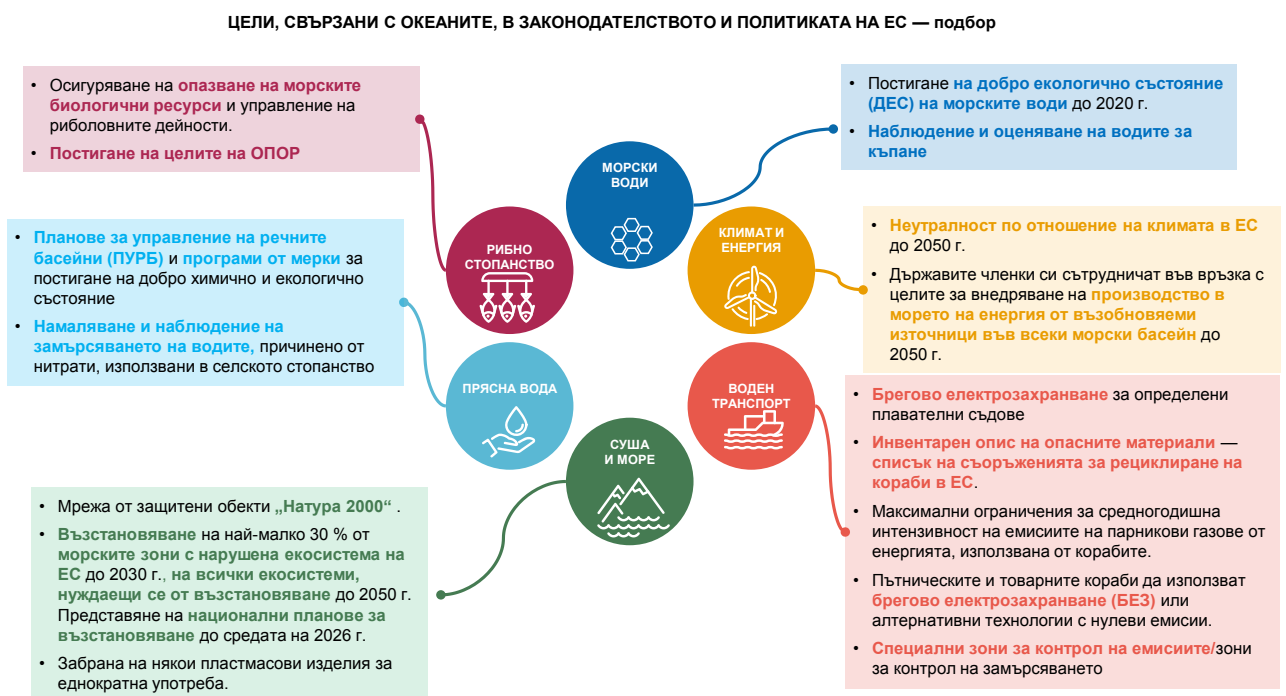 ЦЕЛИ, СВЪРЗАНИ С ОКЕАНИТЕ, В ЗАКОНОДАТЕЛСТВОТО И ПОЛИТИКАТА НА ЕС — подбор
• Осигуряване на опазване на морските
биологични ресурси и управление на
риболовните дейности.
• Постигане на целите на ОПОР
• Постигане на добро екологично състояние
(ДЕС) на морските води до 2020 г.
• Наблюдение и оценяване на водите за
къпане
МОРСКИ
ВОДИ
РИБНО
СТОПАНСТВО
КЛИМАТ И
ЕНЕРГИЯ
• Планове за управление на речните
басейни (ПУРБ) и програми от мерки за
постигане на добро химично и екологично
състояние
• Намаляване и наблюдение на
замърсяването на водите, причинено от
нитрати, използвани в селското стопанство
• Неутралност по отношение на климата в ЕС
до 2050 г.
• Държавите членки си сътрудничат във връзка с
целите за внедряване на производство в
морето на енергия от възобновяеми
източници във всеки морски басейн до
2050 г.
ПРЯСНА ВОДА
ВОДЕН
ТРАНСПОРТ
СУША
И МОРЕ
• Брегово електрозахранване за определени
плавателни съдове
• Инвентарен опис на опасните материали —
списък на съоръженията за рециклиране на
кораби в ЕС.
• Максимални ограничения за средногодишна
интензивност на емисиите на парникови газове от
енергията, използвана от корабите.
• Пътническите и товарните кораби да използват
брегово електрозахранване (БЕЗ) или
алтернативни технологии с нулеви емисии.
• Специални зони за контрол на емисиите/зони
за контрол на замърсяването
• Мрежа от защитени обекти „Натура 2000“ .
• Възстановяване на най-малко 30 % от
морските зони с нарушена екосистема на
ЕС до 2030 г., на всички екосистеми,
нуждаещи се от възстановяване до 2050 г.
Представяне на национални планове за
възстановяване до средата на 2026 г.
• Забрана на някои пластмасови изделия за
еднократна употреба.